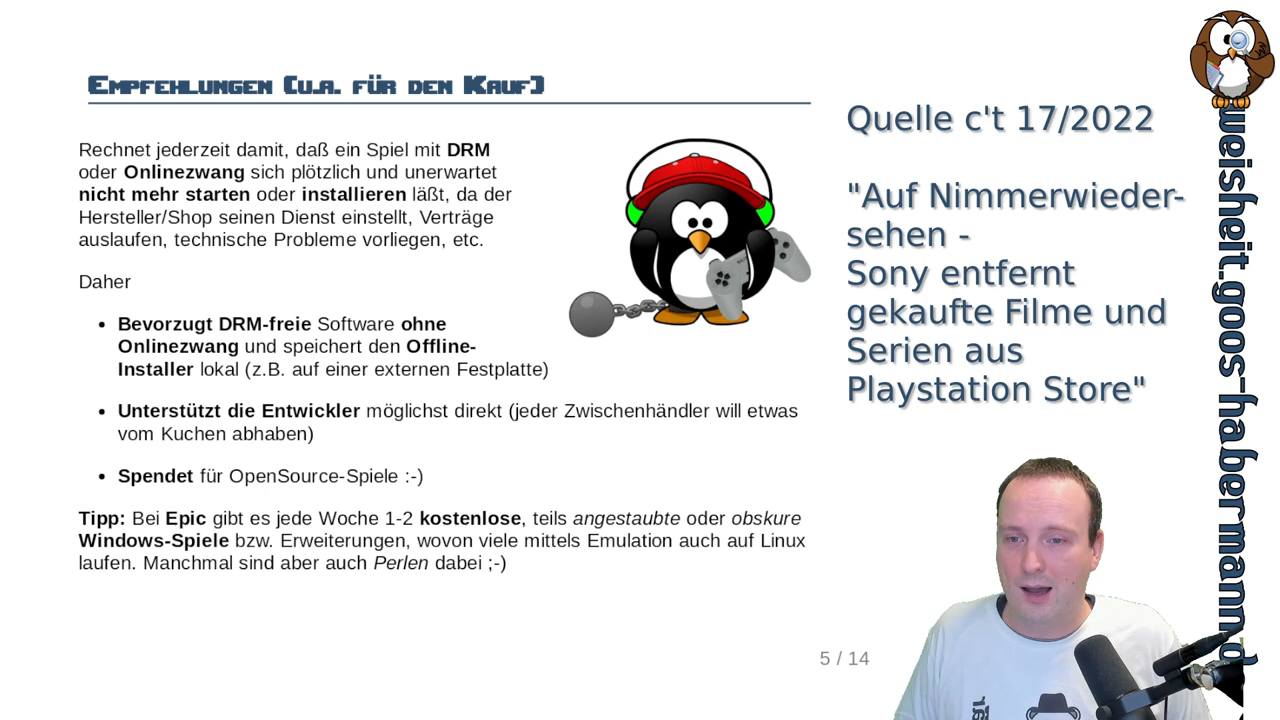 Empfehlungen (u.a. für den Kauf)
Rechnet jederzeit damit, daß ein Spiel mit DRM
oder Onlinezwang sich plötzlich und unerwartet
nicht mehr starten oder installieren läßt, da der
Hersteller/Shop seinen Dienst einstellt, Verträge
auslaufen, technische Probleme vorliegen, etc.
Daher
• Bevorzugt DRM-freie Software ohne
Onlinezwang und speichert den Offline-
Installer lokal (z.B. auf einer externen Festplatte)
• Unterstützt die Entwickler möglichst direkt (jeder Zwischenhändler will etwas
vom Kuchen abhaben)
• Spendet für OpenSource-Spiele :-)
Tipp: Bei Epic gibt es jede Woche 1-2 kostenlose, teils angestaubte oder obskure
Windows-Spiele bzw. Erweiterungen, wovon viele mittels Emulation auch auf Linux
laufen. Manchmal sind aber auch Perlen dabei ;-)
5 / 14
Quelle c't 17/2022
"Auf Nimmerwieder-
sehen -
Sony entfernt
gekaufte Filme und
Serien aus
Playstation Store"
weisheit.goos-habermann.d